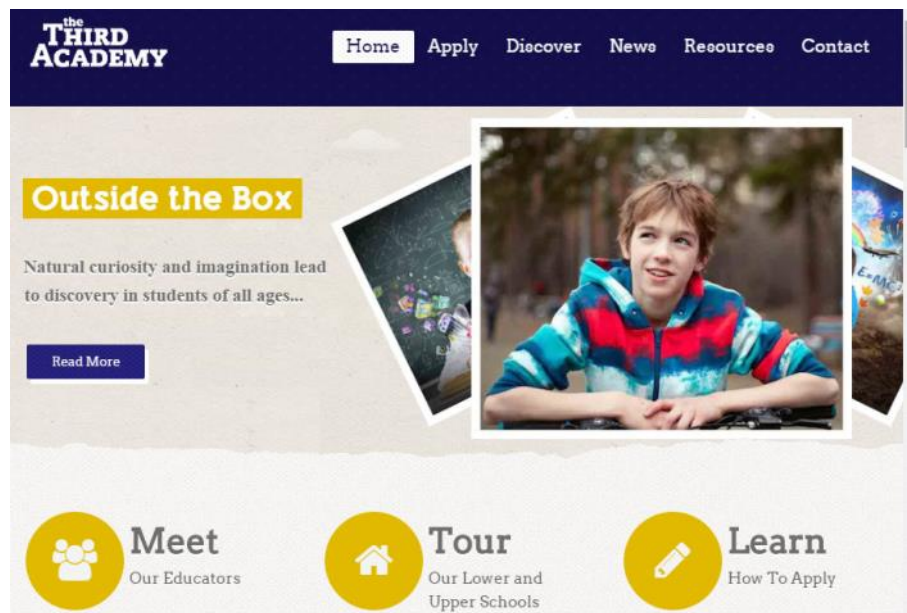 the
THIRD
ACADEMY
Home Apply Discover News Resources Contact
Outside the Box
Natural curiosity and imagination lead
to discovery in students of all ages...
Read More
E=MC²
Meet
Our Educators
Tour
Our Lower and
Upper Schools
Learn
How To Apply